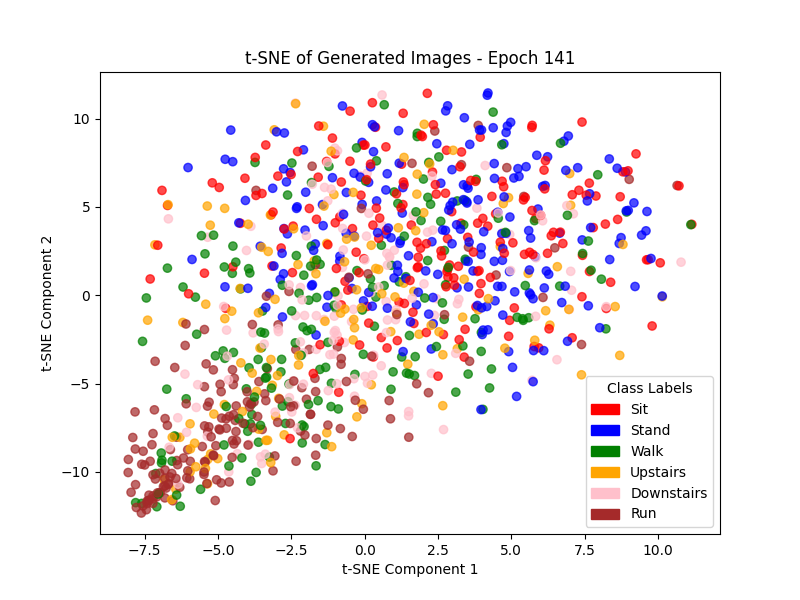 t-SNE of Generated Images - Epoch 141
t-SNE Component 2
10
5
0
−5
−10
−7.5
−5.0
−2.5
0.0
2.5
5.0
7.5
10.0
t-SNE Component 1
Class Labels
Sit
Stand
Walk
Upstairs
Downstairs
Run